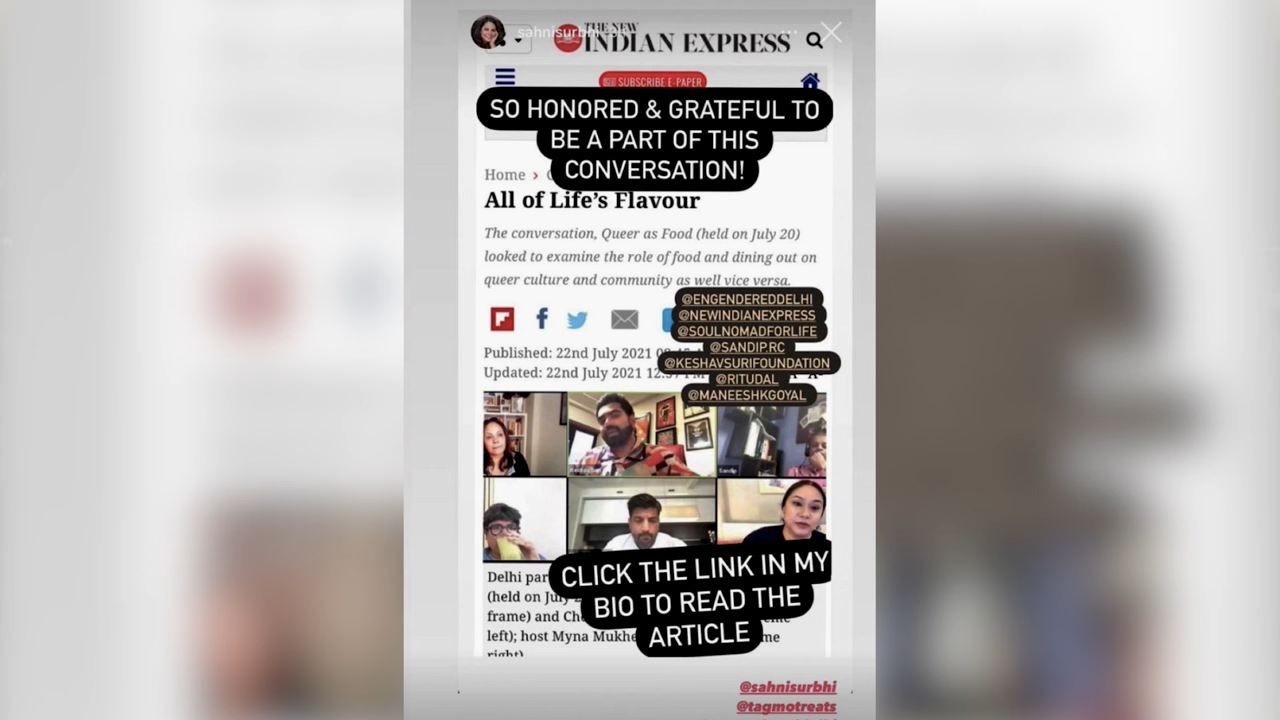 sahnisurbhi
THE NEW
INDIAN EXPRESS
SUBSCRIBE E-PAPER
SO HONORED & GRATEFUL TO
BE A PART OF THIS
CONVERSATION!
Home ›
All of Life's Flavour
The conversation, Queer as Food (held on July 20)
looked to examine the role of food and dining out on
queer culture and community as well vice versa.
@ENGENDEREDDELHI
@NEWINDIANEXPRESS
@SOULNOMADFORLIFE
@SANDIP.RC
@KESHAVSURIFOUNDATION
@RITUDAL
@MANEESHKGOYAL
Published: 22nd July 2021
Updated: 22nd July 2021
Sandip
Delhi
(held on
frame) and
left); host Myna
right)
CLICK THE LINK IN MY
BIO TO READ THE
ARTICLE
@sahnisurbhi
@tagmotreats